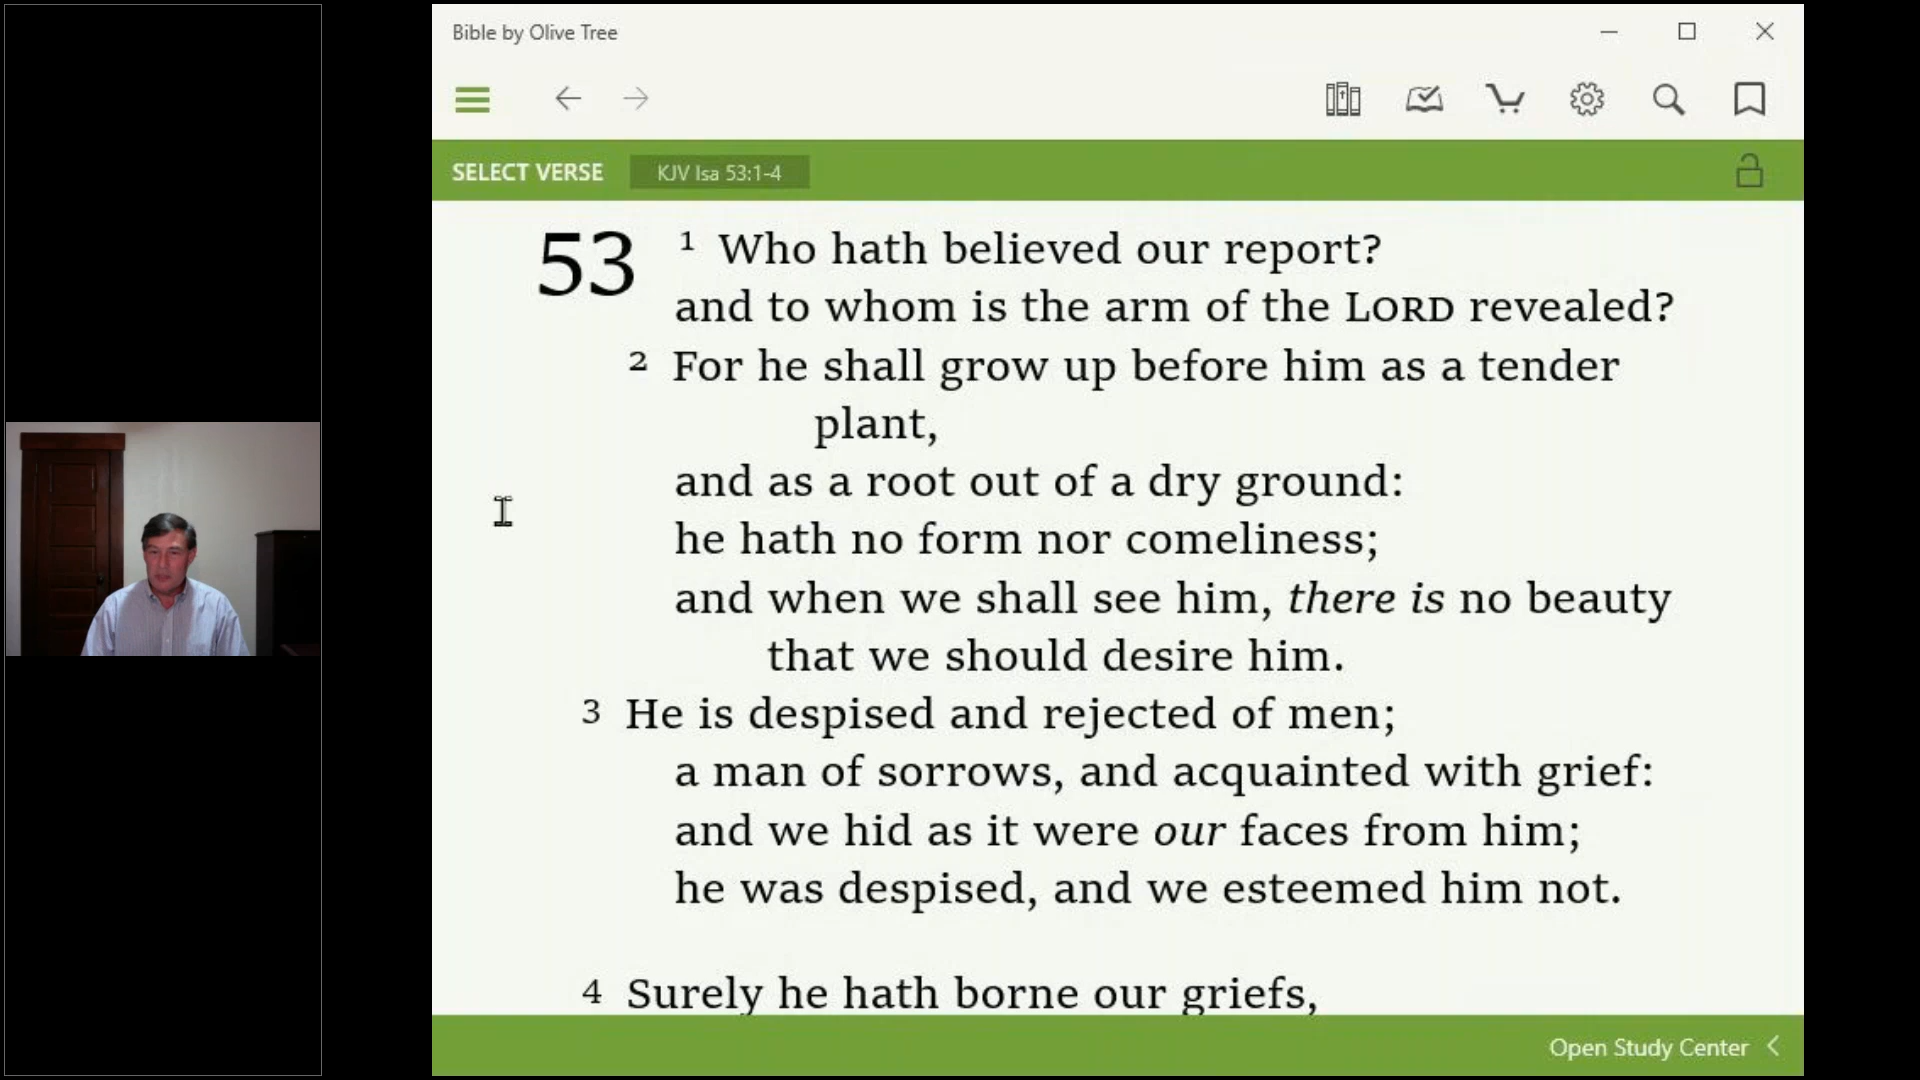 Bible by Olive Tree
SELECT VERSE
KJV Isa 53:1-4
53
1 Who hath believed our report?
and to whom is the arm of the LORD revealed?
2 For he shall grow up before him as a tender
plant,
and as a root out of a dry ground:
he hath no form nor comeliness;
and when we shall see him, there is no beauty
that we should desire him.
3 He is despised and rejected of men;
a man of sorrows, and acquainted with grief:
and we hid as it were our faces from him;
he was despised, and we esteemed him not.
4 Surely he hath borne our griefs,
Open Study Center